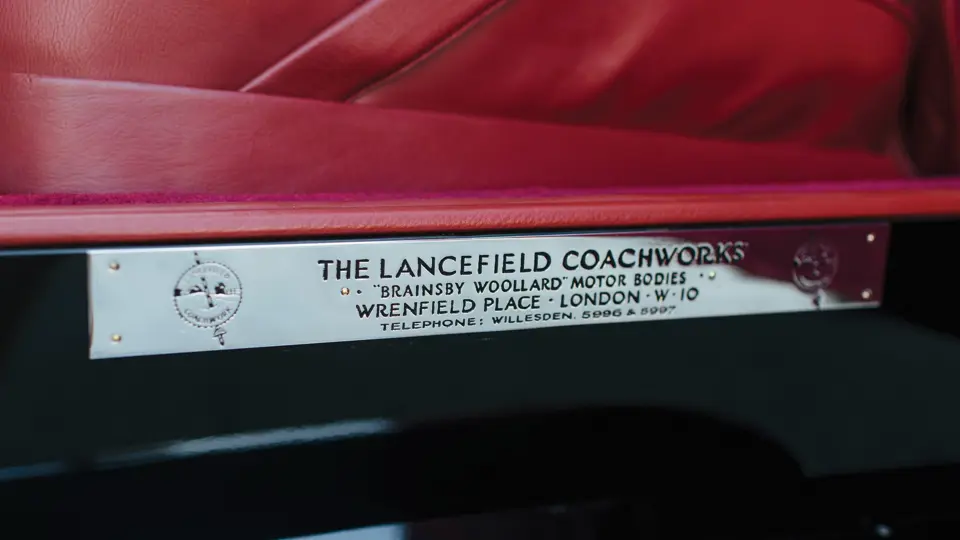 THE LANCEFIELD COACHWORKS
"BRAINSBY WOOLLARD" MOTOR BODIES
WRENFIELD PLACE · LONDON · W · 10
TELEPHONE: WILLESDEN. 5996 & 5997